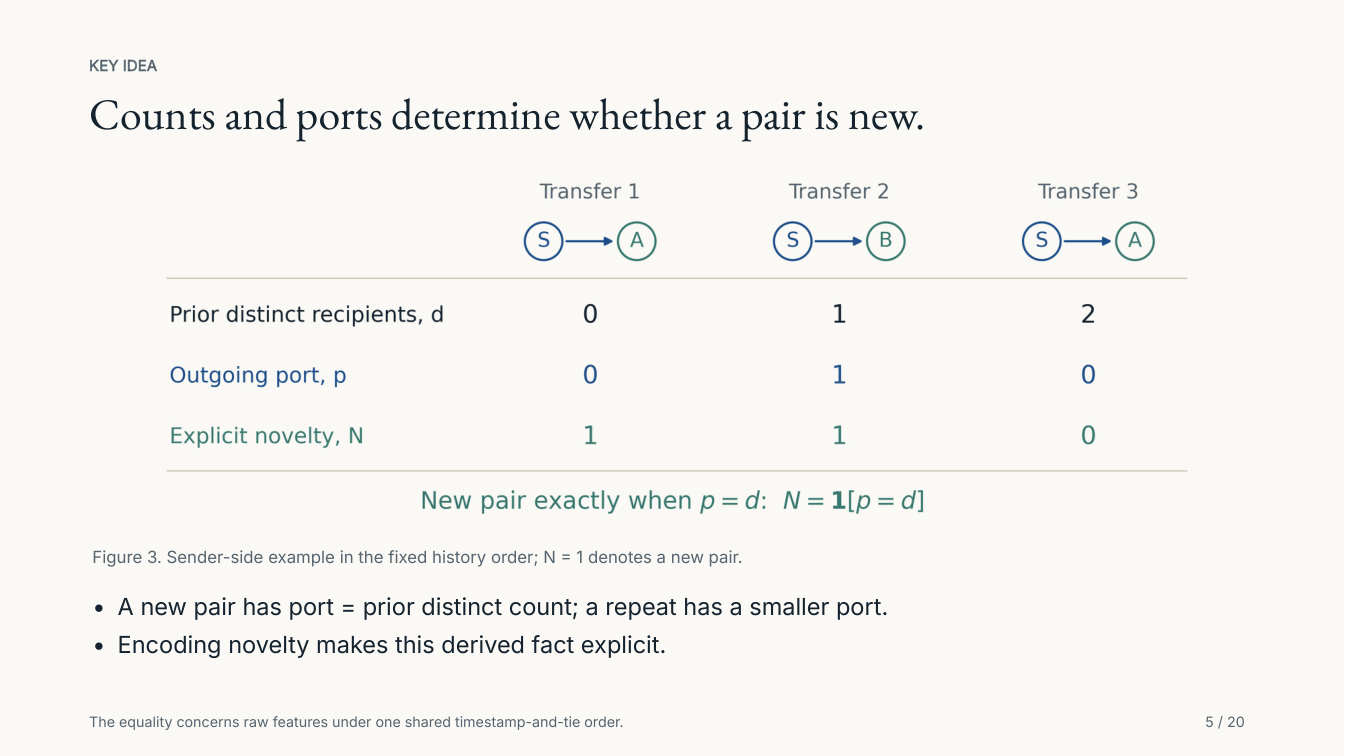 KEY IDEA
Counts and ports determine whether a pair is new.
Transfer 1 Transfer 2 Transfer 3
S A S B S A
Prior distinct recipients, d 0 1 2
Outgoing port, p 0 1 0
Explicit novelty, N 1 1 0
New pair exactly when p = d: N = 1[p = d]
Figure 3. Sender-side example in the fixed history order; N = 1 denotes a new pair.
• A new pair has port = prior distinct count; a repeat has a smaller port.
• Encoding novelty makes this derived fact explicit.
The equality concerns raw features under one shared timestamp-and-tie order. 5 / 20